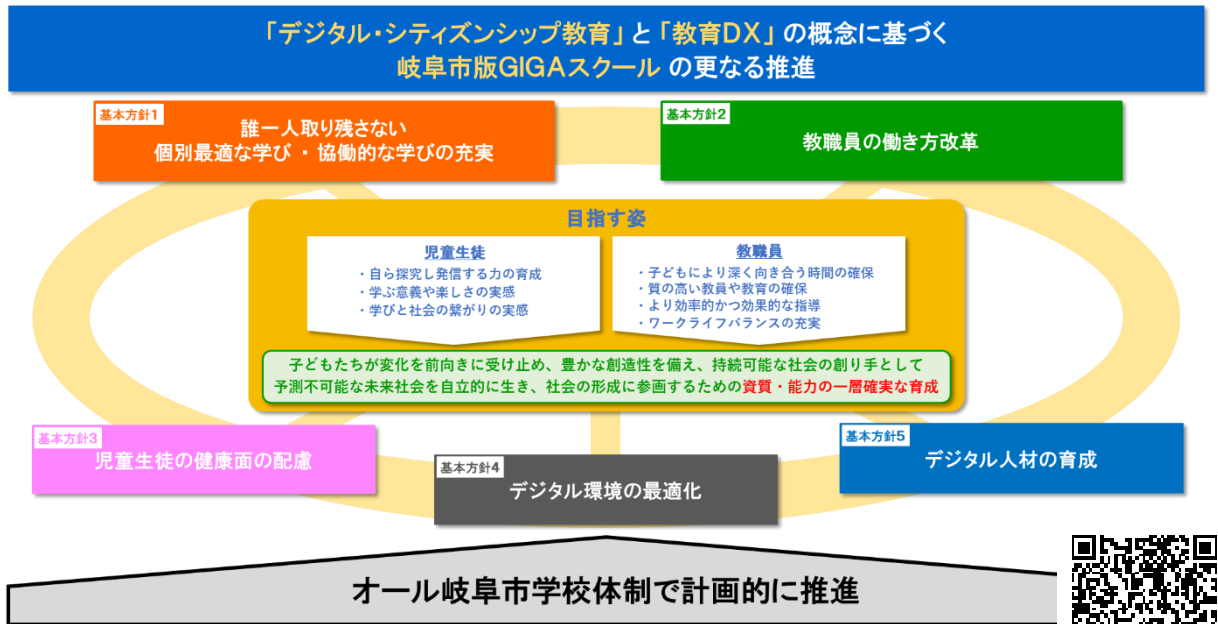 「デジタル・シティズンシップ教育」と「教育DX」の概念に基づく
岐阜市版GIGAスクール の更なる推進
基本方針1
誰一人取り残さない
個別最適な学び ・ 協働的な学びの充実
基本方針2
教職員の働き方改革
目指す姿
児童生徒
・自ら探究し発信する力の育成
・学ぶ意義や楽しさの実感
・学びと社会の繋がりの実感
教職員
・子どもにより深く向き合う時間の確保
・質の高い教員や教育の確保
・より効率的かつ効果的な指導
・ワークライフバランスの充実
子どもたちが変化を前向きに受け止め、豊かな創造性を備え、持続可能な社会の創り手として
予測不可能な未来社会を自立的に生き、社会の形成に参画するための資質・能力の一層確実な育成
基本方針3
児童生徒の健康面の配慮
基本方針4
デジタル環境の最適化
基本方針5
デジタル人材の育成
オール岐阜市学校体制で計画的に推進